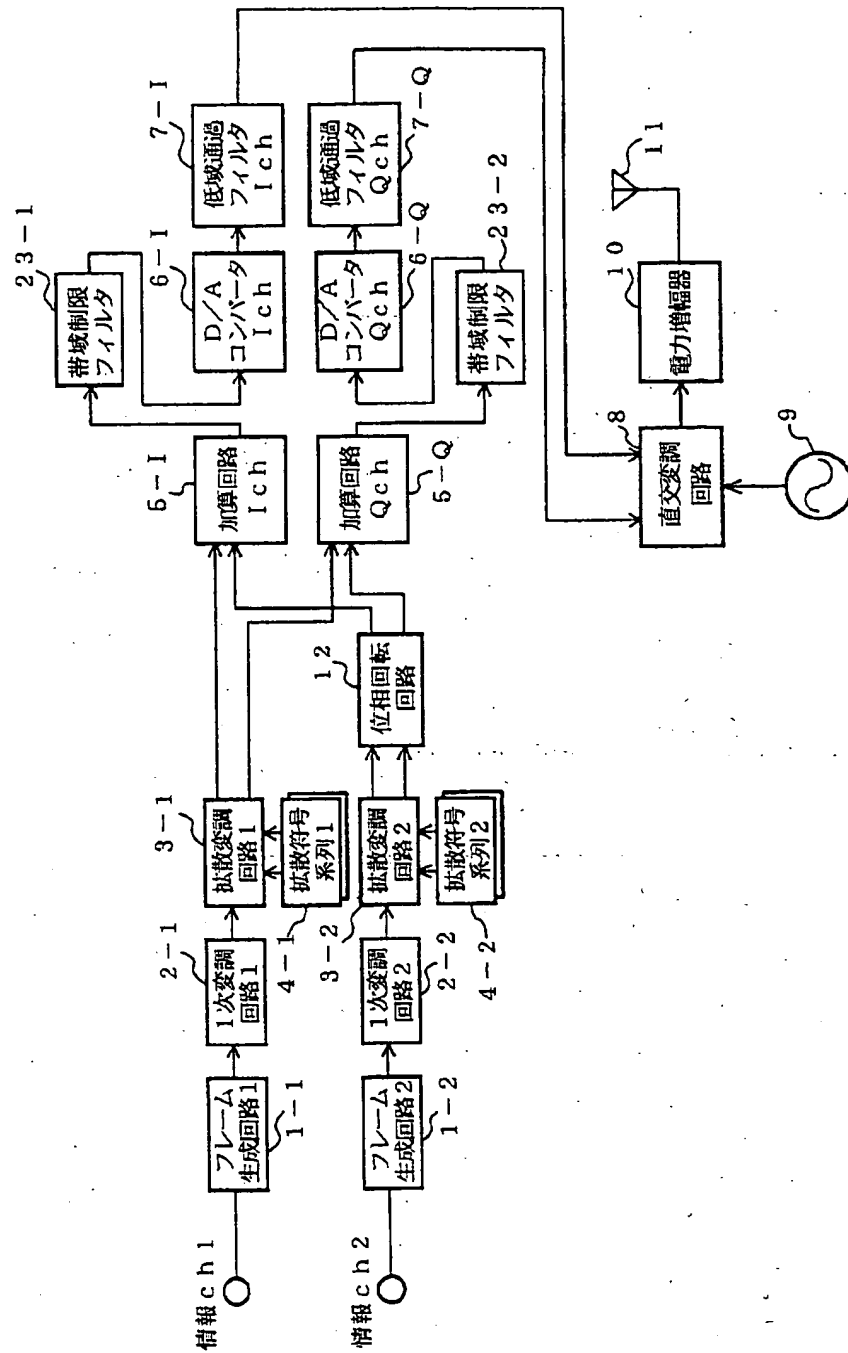 情報ch1
フレーム
生成回路1
1-1
1次変調
回路1
2-1
拡散変調
回路1
3-1
拡散符号
系列1
4-1
情報ch2
フレーム
生成回路2
1-2
1次変調
回路2
2-2
拡散変調
回路2
3-2
拡散符号
系列2
4-2
位相回転
回路
12
加算回路
Ich
5-I
加算回路
Qch
5-Q
帯域制限
フィルタ
23-1
D/A
コンバータ
Ich
6-I
低域通過
フィルタ
Ich
7-I
D/A
コンバータ
Qch
6-Q
低域通過
フィルタ
Qch
7-Q
帯域制限
フィルタ
23-2
直交変調
回路
8
9
電力増幅器
10
11